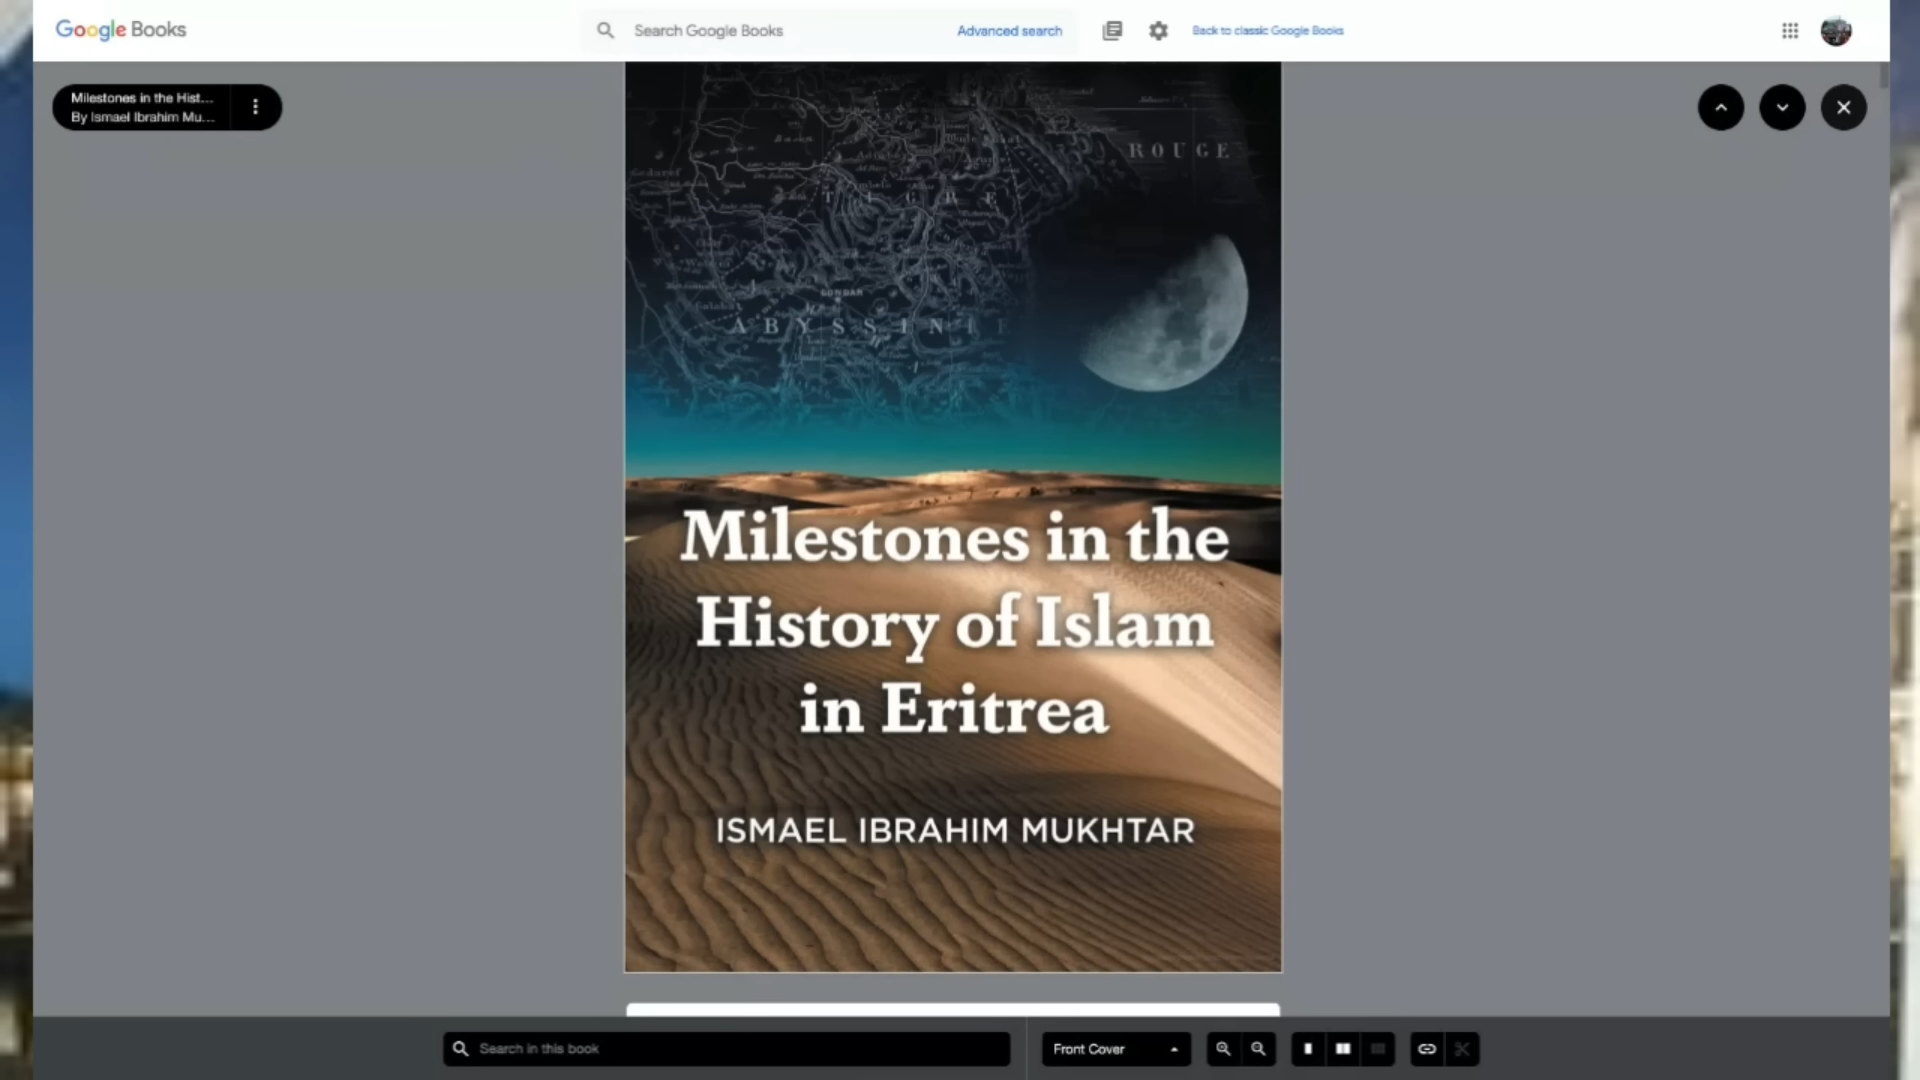 Google Books
Search Google Books
Advanced search
Back to classic Google Books
Milestones in the Hist...
By Ismael Ibrahim Mu...
ROUGE
TIGRE
GONDAR
ABYSSINIE
Milestones in the
History of Islam
in Eritrea
ISMAEL IBRAHIM MUKHTAR
Search in this book
Front Cover